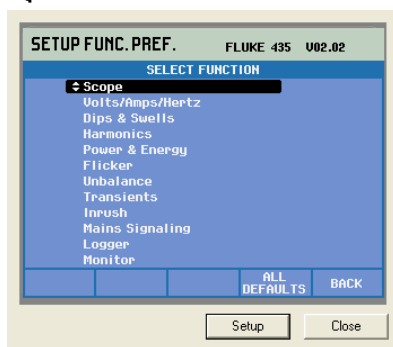 SETUP FUNC. PREF. FLUKE 435 V02.02
SELECT FUNCTION
Scope
Volts/Amps/Hertz
Dips & Swells
Harmonics
Power & Energy
Flicker
Unbalance
Transients
Inrush
Mains Signaling
Logger
Monitor
ALL
DEFAULTS BACK
Setup Close